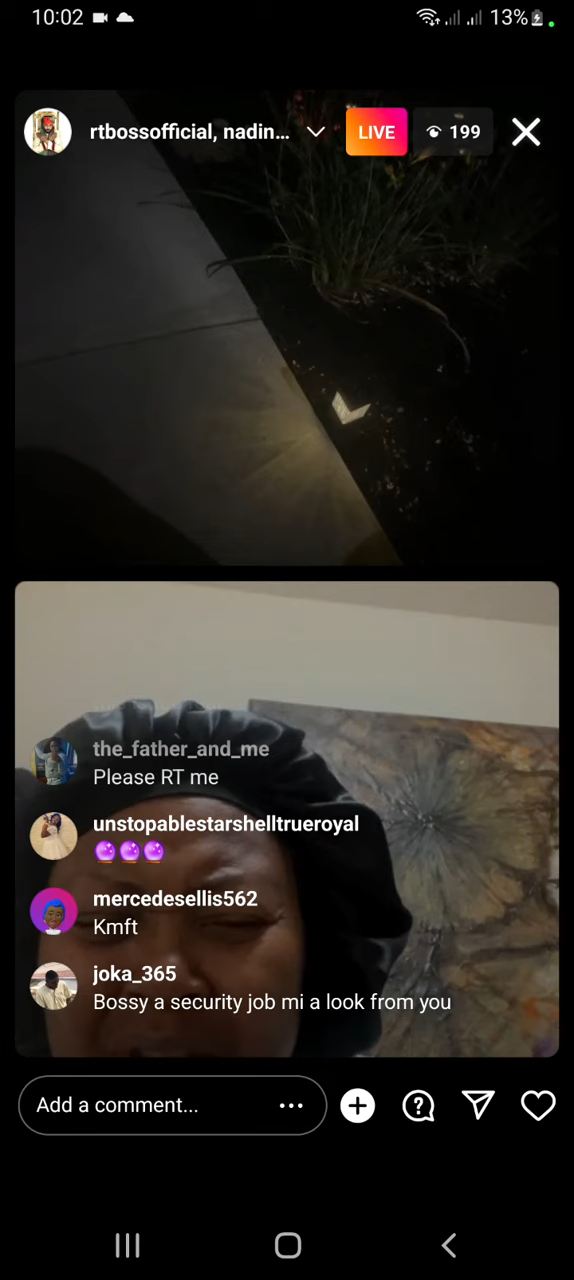 10:02
13%
rtbossofficial, nadin...
LIVE
199
the_father_and_me
Please RT me
unstopablestarshelltrueroyal
🔮🔮🔮
mercedesellis562
Kmft
joka_365
Bossy a security job mi a look from you
Add a comment...